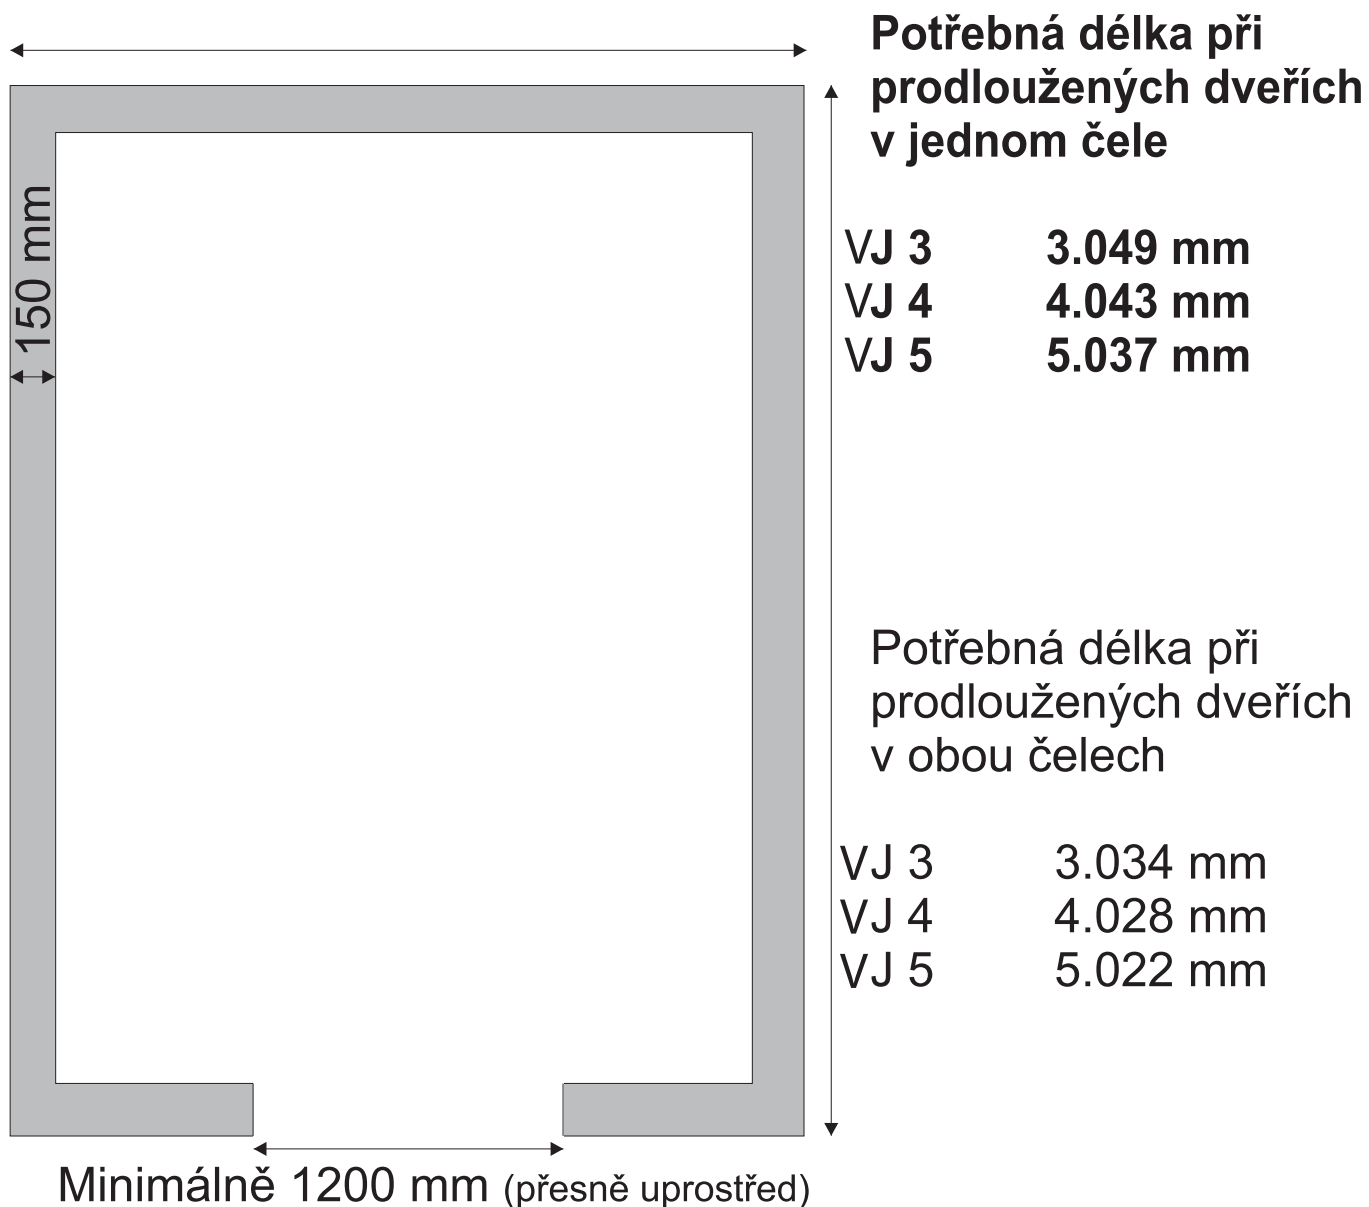 Potřebná délka při
prodloužených dveřích
v jednom čele
150 mm
VJ 3 3.049 mm
VJ 4 4.043 mm
VJ 5 5.037 mm
Potřebná délka při
prodloužených dveřích
v obou čelech
VJ 3 3.034 mm
VJ 4 4.028 mm
VJ 5 5.022 mm
Minimálně 1200 mm (přesně uprostřed)